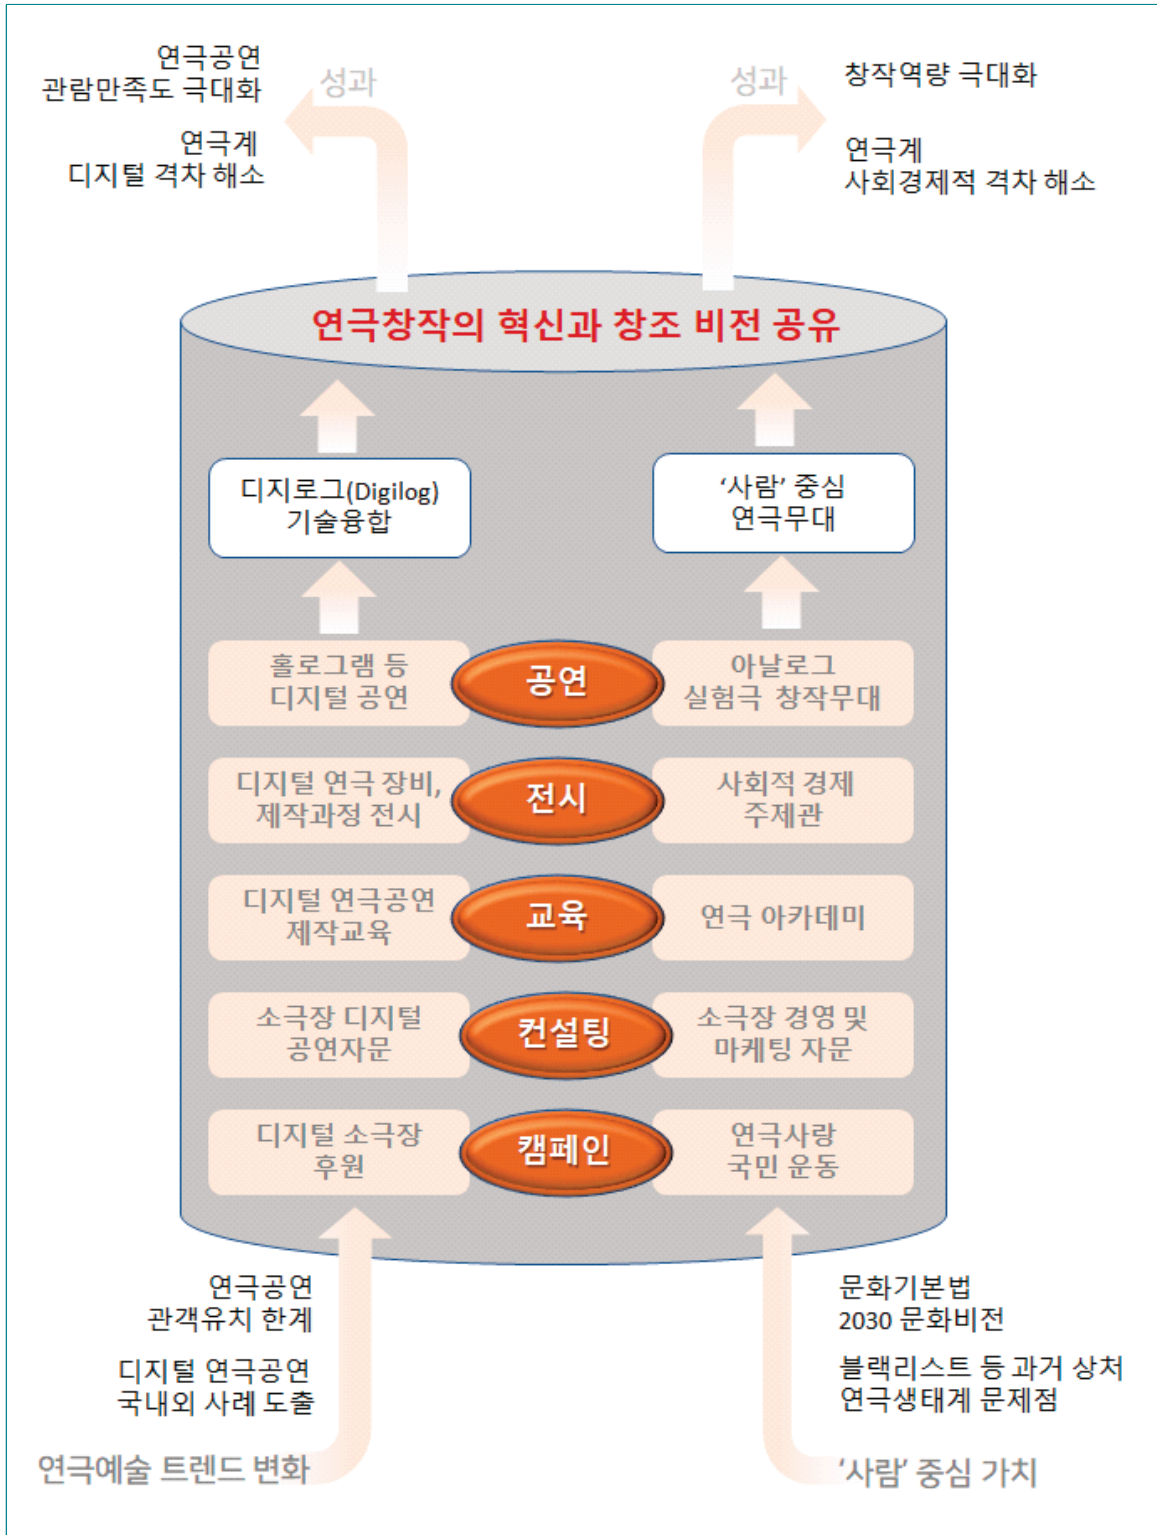 연극공연
관람만족도 극대화
연극계
디지털 격차 해소
성과
성과
창작역량 극대화
연극계
사회경제적 격차 해소
연극창작의 혁신과 창조 비전 공유
디지로그(Digilog)
기술융합
‘사람’ 중심
연극무대
홀로그램 등
디지털 공연
공연
아날로그
실험극 창작무대
디지털 연극 장비,
제작과정 전시
전시
사회적 경제
주제관
디지털 연극공연
제작교육
교육
연극 아카데미
소극장 디지털
공연자문
컨설팅
소극장 경영 및
마케팅 자문
디지털 소극장
후원
캠페인
연극사랑
국민 운동
연극공연
관객유치 한계
디지털 연극공연
국내외 사례 도출
연극예술 트렌드 변화
문화기본법
2030 문화비전
블랙리스트 등 과거 상처
연극생태계 문제점
‘사람’ 중심 가치